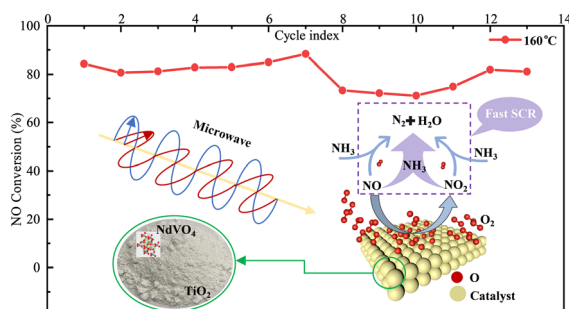 0 2 4 6 8 10 12 14
Cycle index
160°C
NO Conversion (%)
100
80
60
40
20
0
Microwave
Fast SCR
N₂+H₂O
NH₃
NH₃
NH₃
NO
NO₂
O₂
NdVO₄
TiO₂
O
Catalyst